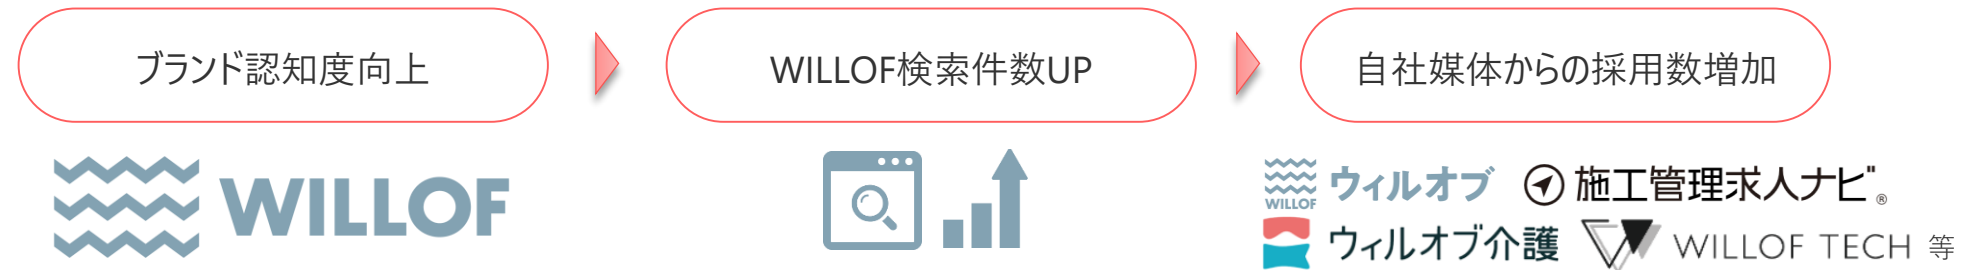 ブランド認知度向上
WILLOF検索件数UP
自社媒体からの採用数増加
WILLOF
WILLOF
ウィルオブ
施工管理求人ナビ®
ウィルオブ介護
WILLOF TECH 等